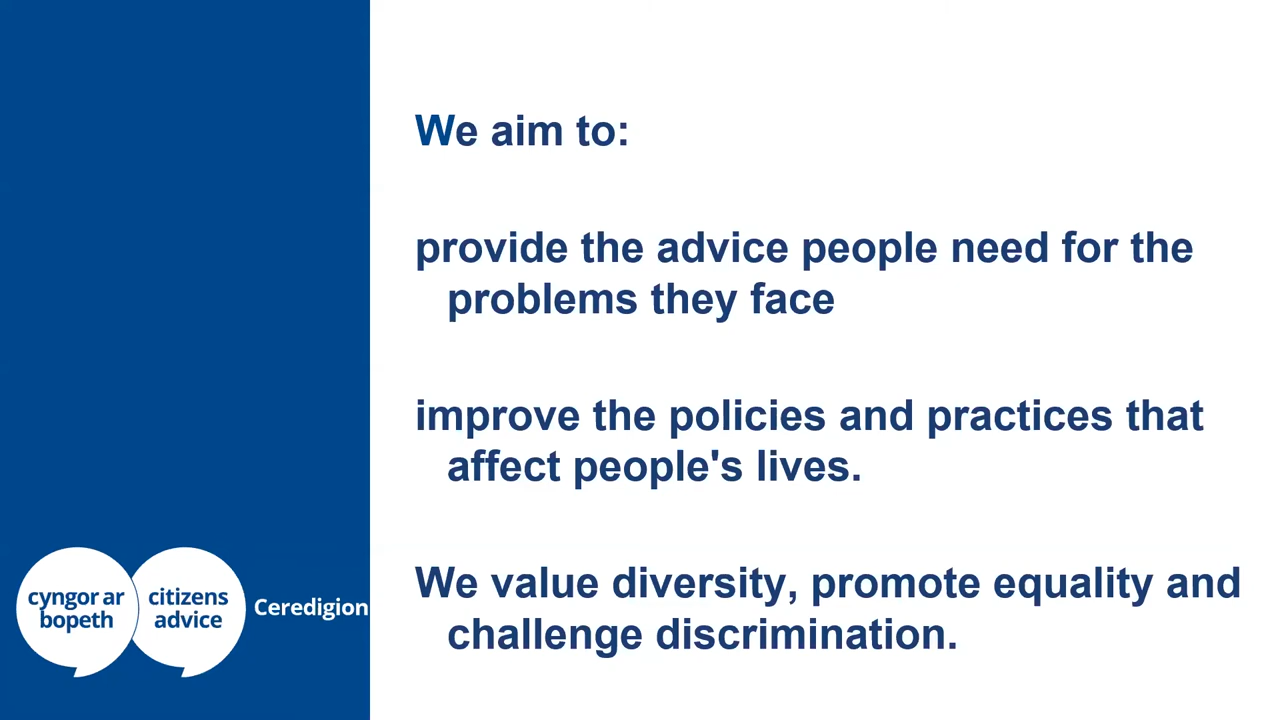 We aim to:
provide the advice people need for the
problems they face
improve the policies and practices that
affect people's lives.
We value diversity, promote equality and
challenge discrimination.
cyngor ar
bopeth
citizens
advice
Ceredigion